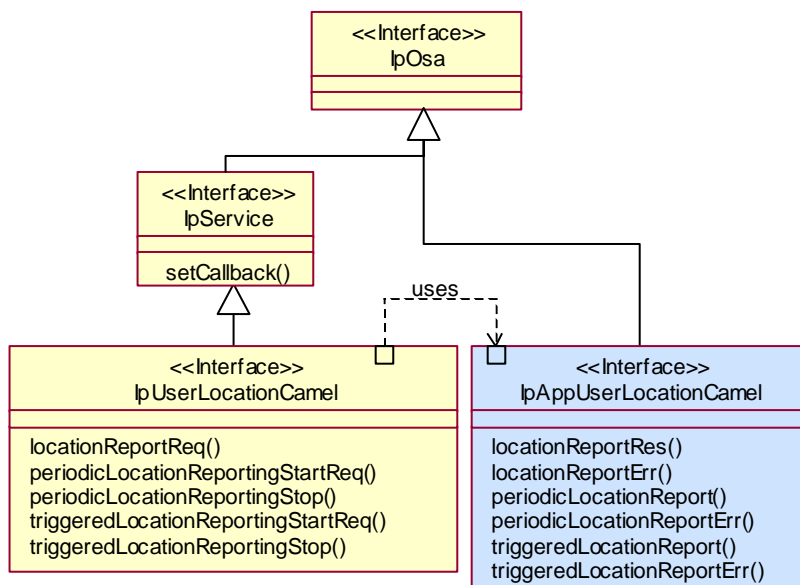 <<Interface>>
IpOsa
<<Interface>>
IpService
setCallback()
uses
<<Interface>>
IpUserLocationCamel
locationReportReq()
periodicLocationReportingStartReq()
periodicLocationReportingStop()
triggeredLocationReportingStartReq()
triggeredLocationReportingStop()
<<Interface>>
IpAppUserLocationCamel
locationReportRes()
locationReportErr()
periodicLocationReport()
periodicLocationReportErr()
triggeredLocationReport()
triggeredLocationReportErr()